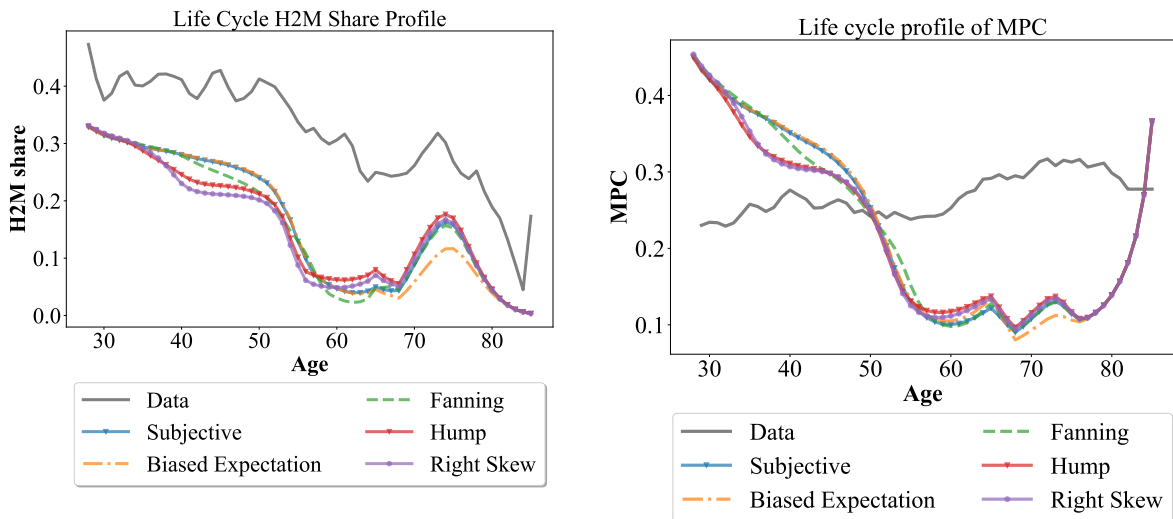 Life Cycle H2M Share Profile
H2M share
0.4
0.3
0.2
0.1
0.0
30 40 50 60 70 80
Age
Data
Subjective
Biased Expectation
Fanning
Hump
Right Skew
Life cycle profile of MPC
MPC
0.4
0.3
0.2
0.1
30 40 50 60 70 80
Age
Data
Subjective
Biased Expectation
Fanning
Hump
Right Skew